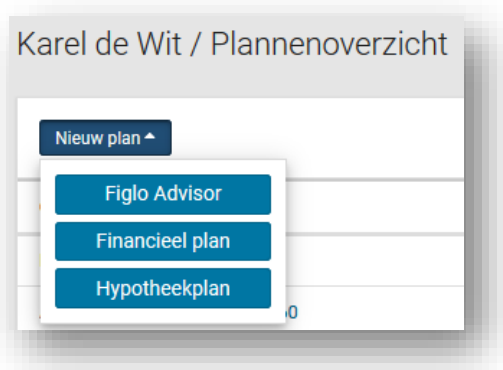 Karel de Wit / Plannenoverzicht
Nieuw plan
Figlo Advisor
Financieel plan
Hypotheekplan